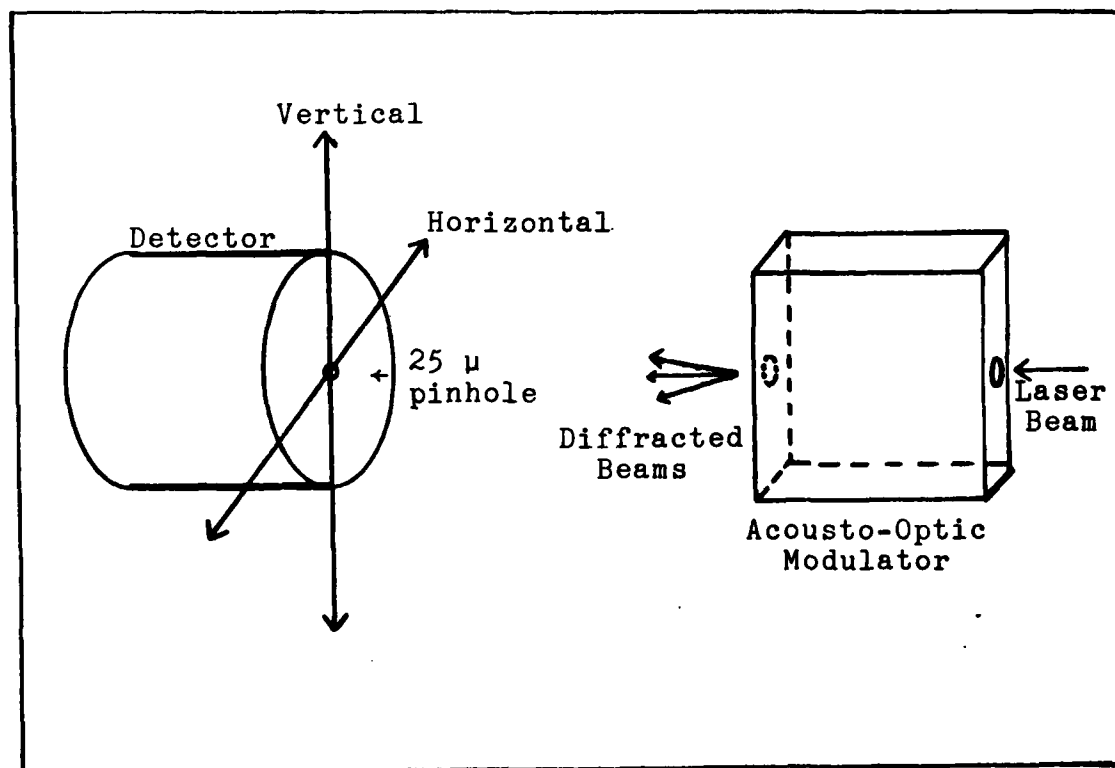 Vertical
Horizontal
Detector
25 μ
pinhole
Laser
Beam
Diffracted
Beams
Acousto-Optic
Modulator